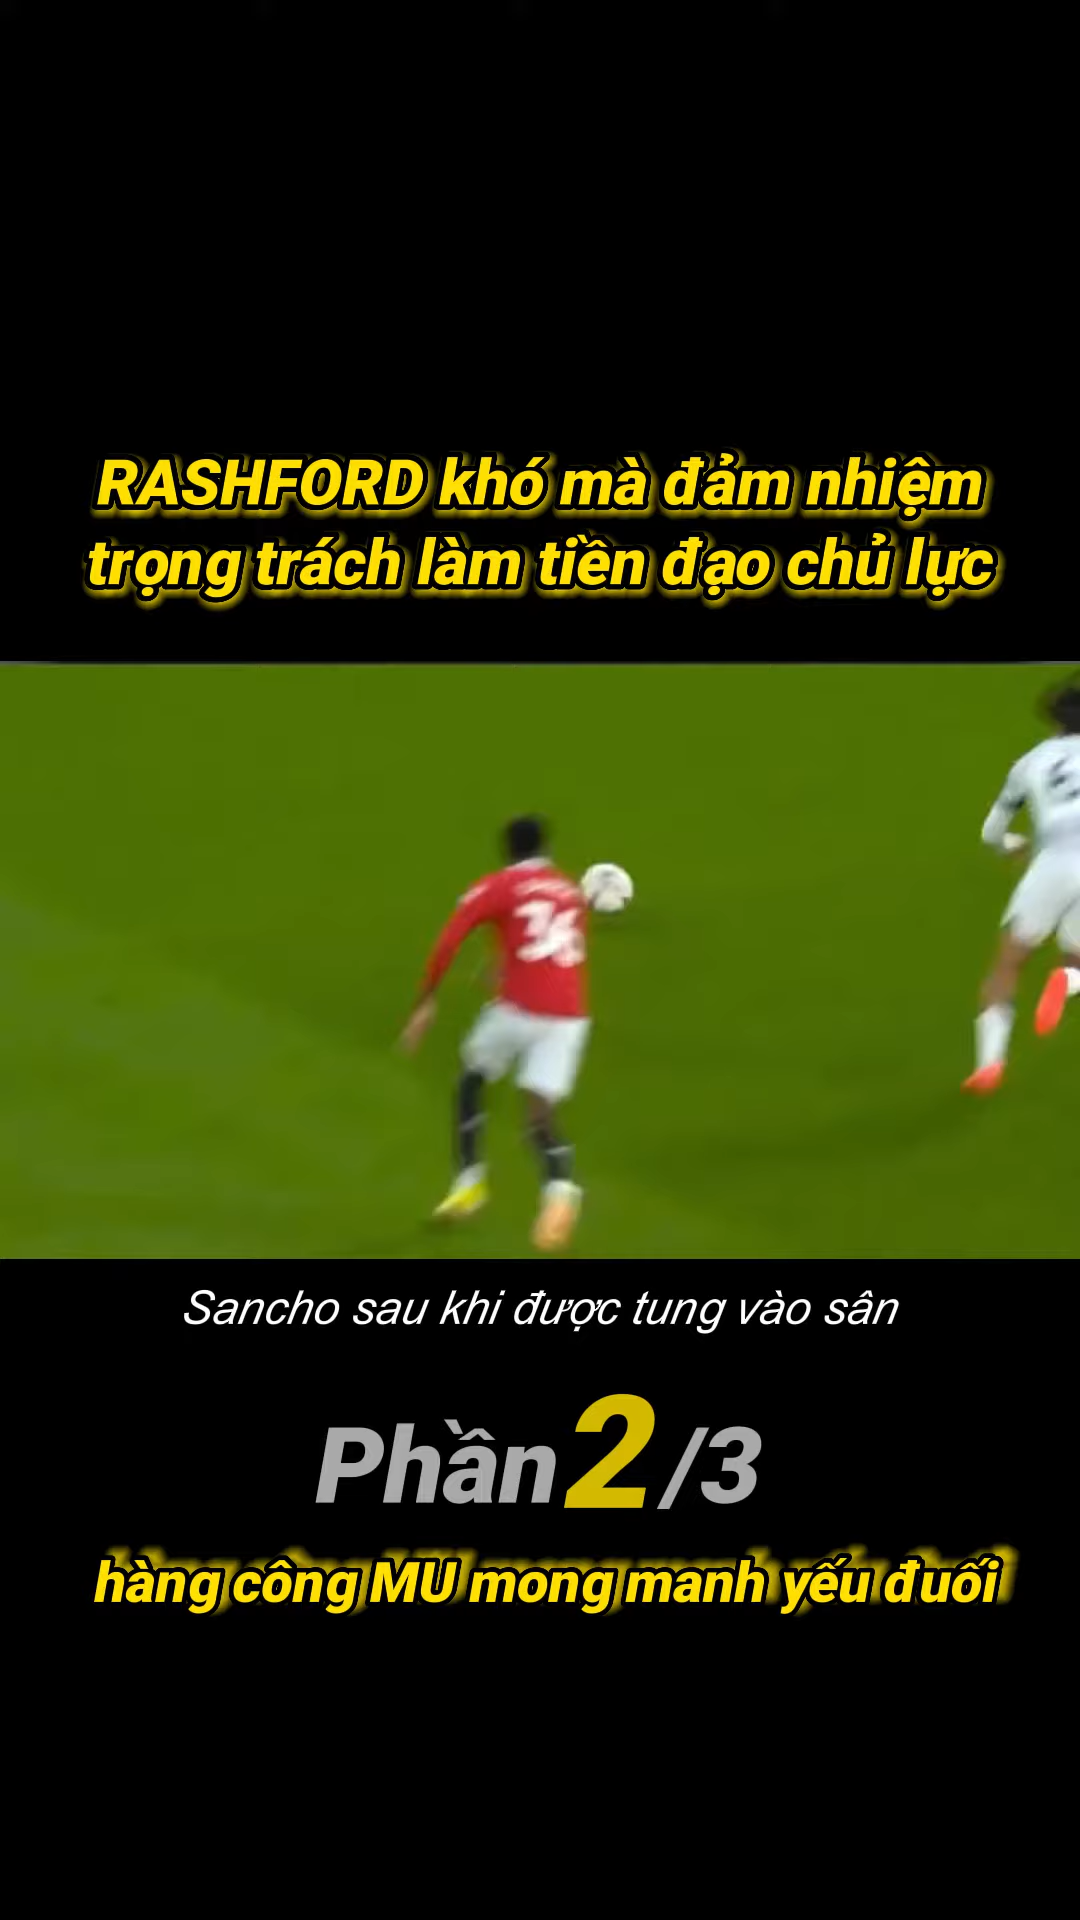 RASHFORD khó mà đảm nhiệm
trọng trách làm tiền đạo chủ lực
36
Sancho sau khi được tung vào sân
Phần 2/3
hàng công MU mong manh yếu đuối